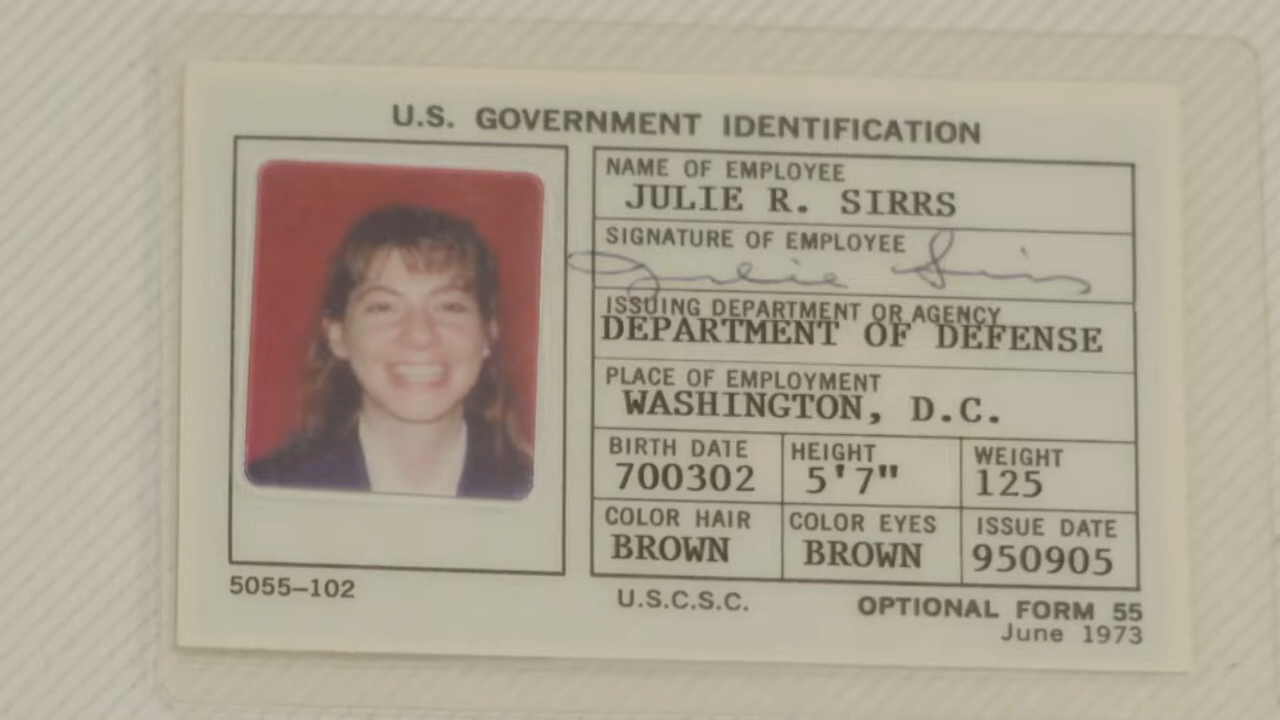 U.S. GOVERNMENT IDENTIFICATION
NAME OF EMPLOYEE
JULIE R. SIRRS
SIGNATURE OF EMPLOYEE
Julie Sirrs
ISSUING DEPARTMENT OR AGENCY
DEPARTMENT OF DEFENSE
PLACE OF EMPLOYMENT
WASHINGTON, D.C.
BIRTH DATE HEIGHT WEIGHT
700302 5'7" 125
COLOR HAIR COLOR EYES ISSUE DATE
BROWN BROWN 950905
5055-102 U.S.C.S.C. OPTIONAL FORM 55
June 1973